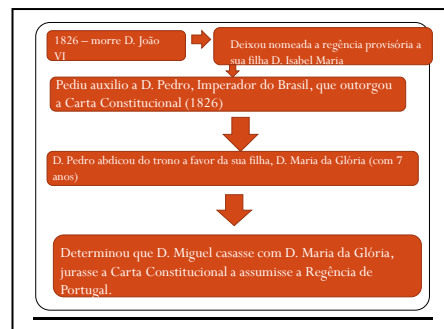 1826 – morre D. João
VI
Deixou nomeada a regência provisória a
sua filha D. Isabel Maria
Pediu auxilio a D. Pedro, Imperador do Brasil, que outorgou
a Carta Constitucional (1826)
D. Pedro abdicou do trono a favor da sua filha, D. Maria da Glória (com 7
anos)
Determinou que D. Miguel casasse com D. Maria da Glória,
jurasse a Carta Constitucional a assumisse a Regência de
Portugal.